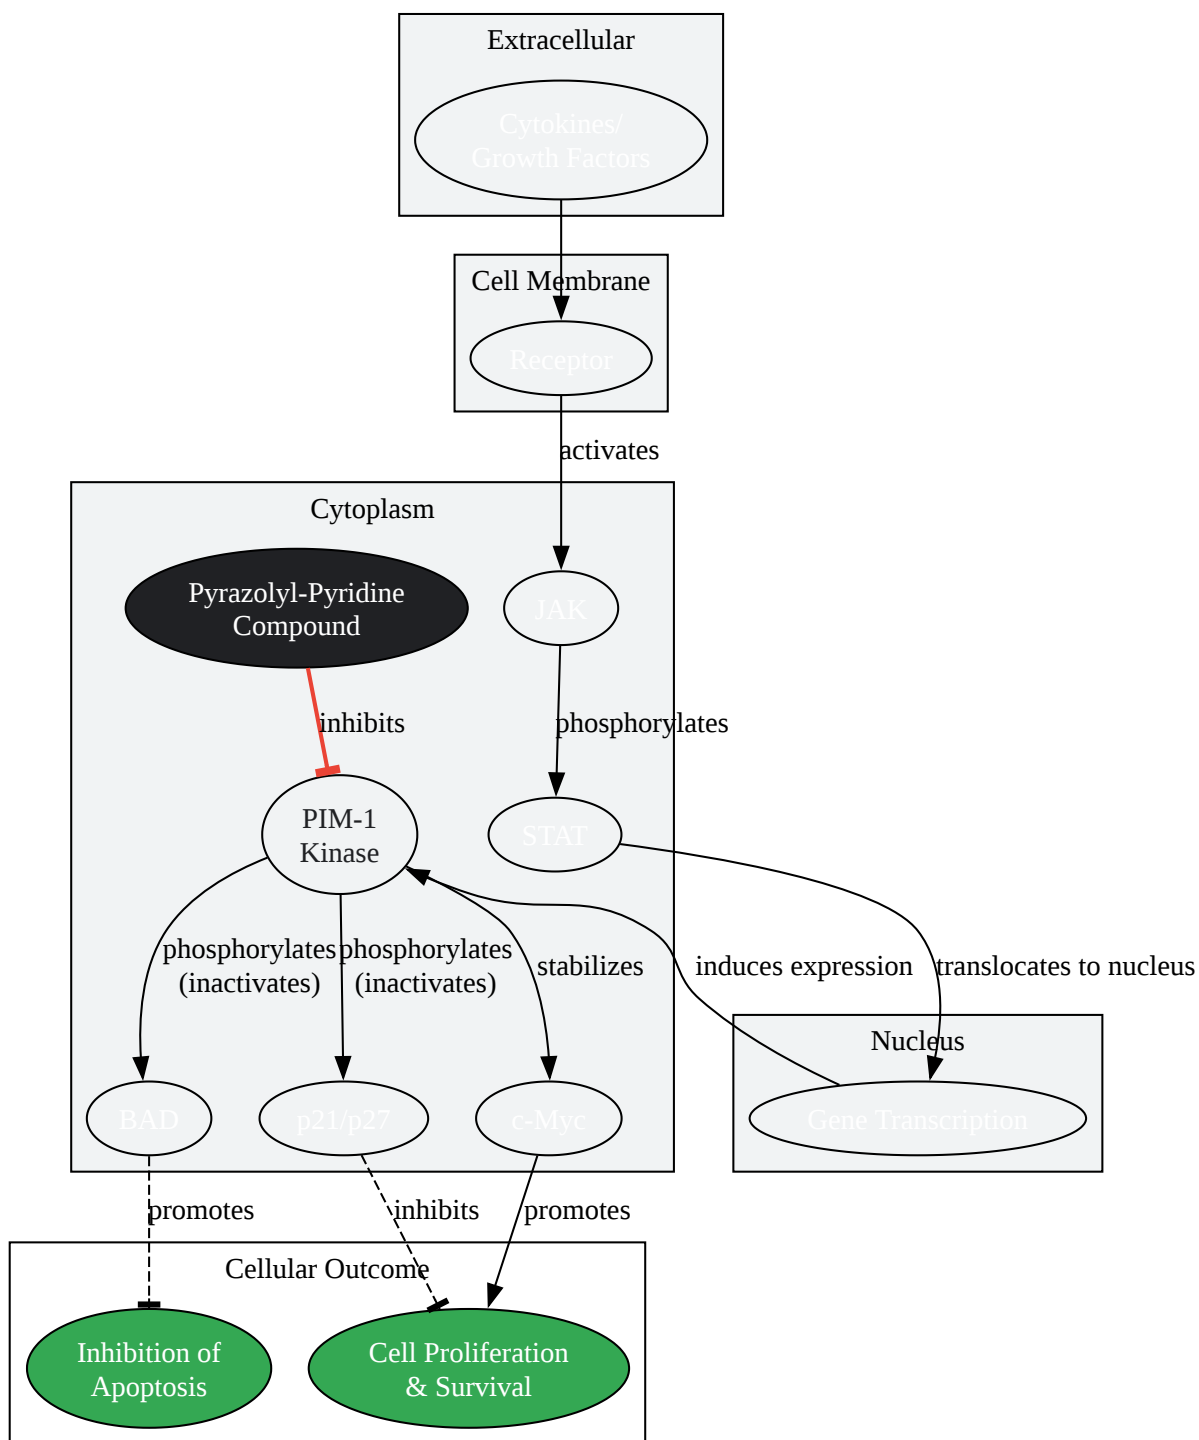 Extracellular
Cytokines/
Growth Factors
Cell Membrane
Receptor
activates
Cytoplasm
Pyrazolyl-Pyridine
Compound
JAK
inhibits
phosphorylates
PIM-1
Kinase
STAT
phosphorylates
(inactivates)
phosphorylates
(inactivates)
stabilizes
induces expression
translocates to nucleus
Nucleus
BAD
p21/p27
c-Myc
Gene Transcription
promotes
inhibits
promotes
Cellular Outcome
Inhibition of
Apoptosis
Cell Proliferation
& Survival